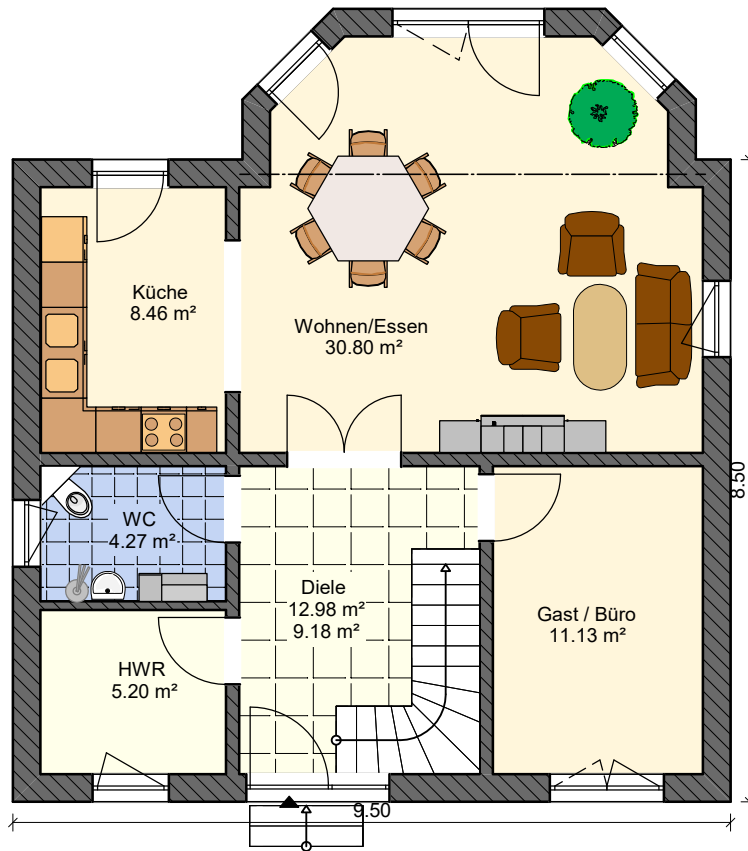 Küche
8.46 m²
Wohnen/Essen
30.80 m²
8.50
WC
4.27 m²
Diele
12.98 m²
9.18 m²
Gast / Büro
11.13 m²
HWR
5.20 m²
9.50